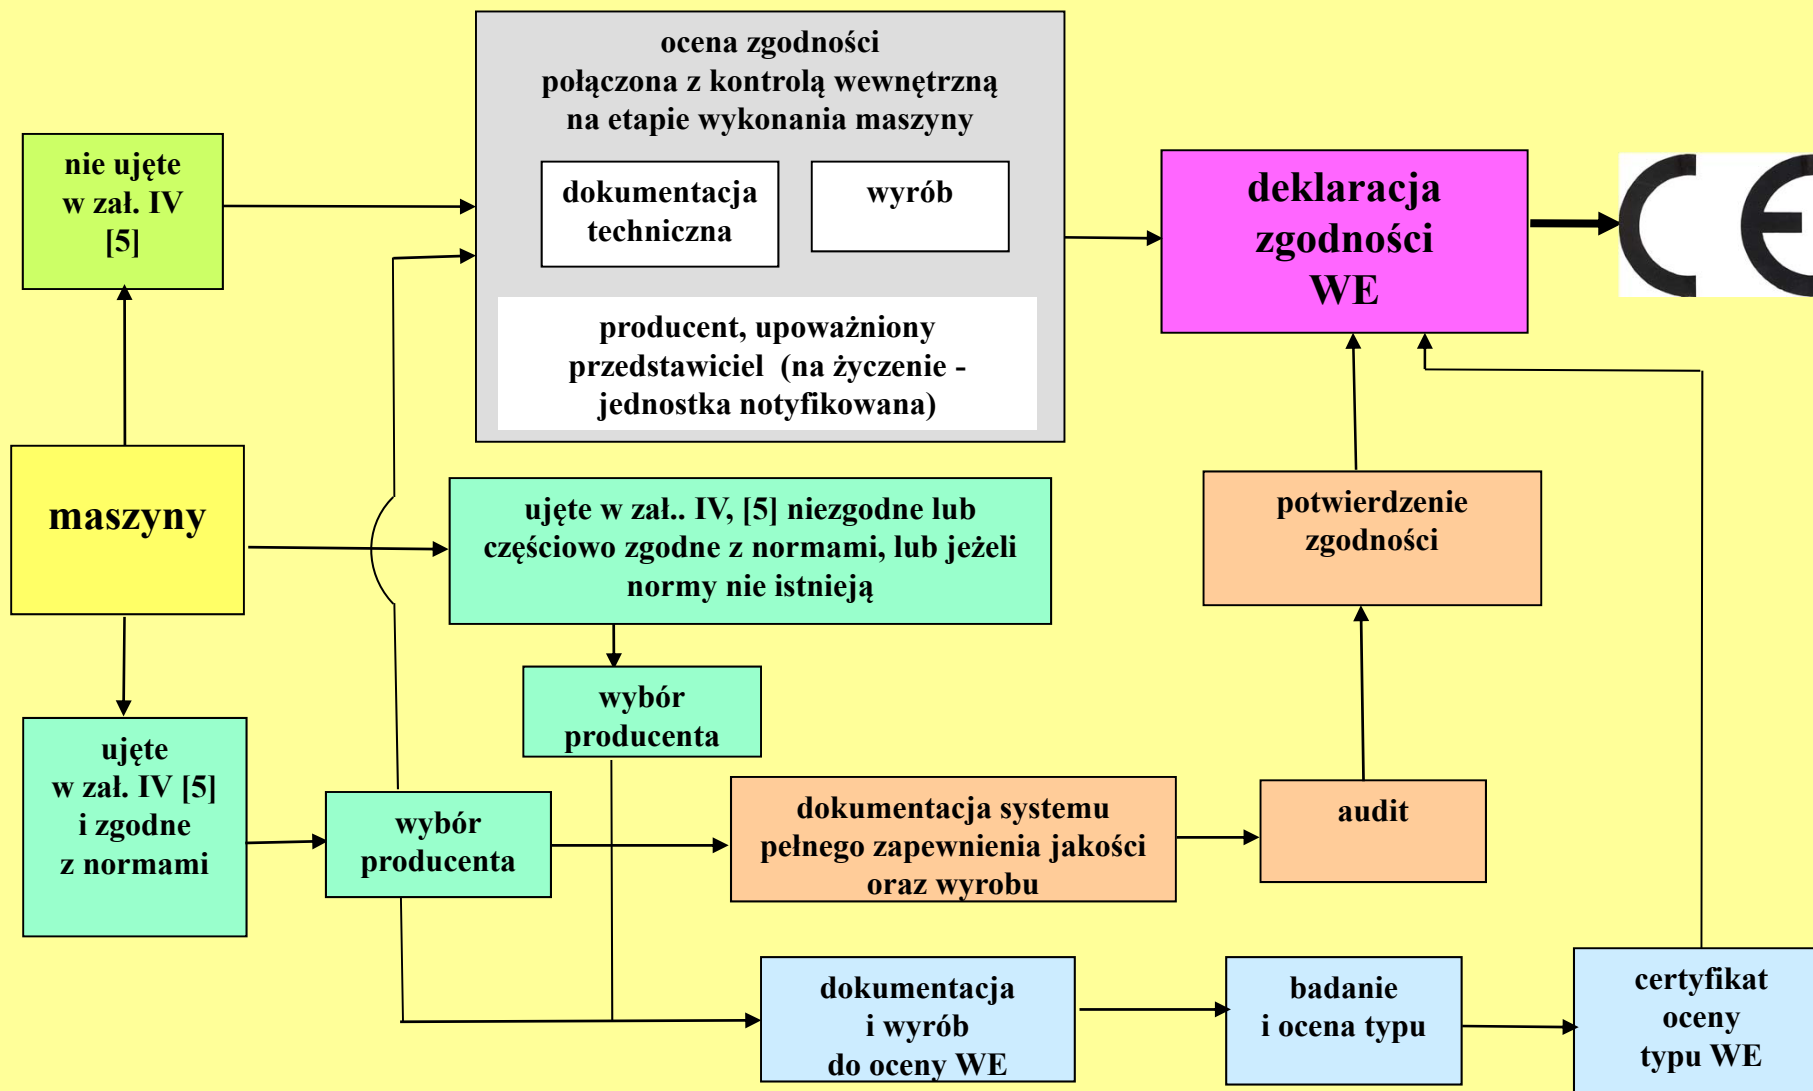 ocena zgodności
połączona z kontrolą wewnętrzną
na etapie wykonania maszyny
dokumentacja
techniczna
wyrób
producent, upoważniony
przedstawiciel (na życzenie -
jednostka notyfikowana)
nie ujęte
w zał. IV
[5]
deklaracja
zgodności
WE
CE
maszyny
ujęte w zał.. IV, [5] niezgodne lub
częściowo zgodne z normami, lub jeżeli
normy nie istnieją
potwierdzenie
zgodności
wybór
producenta
ujęte
w zał. IV [5]
i zgodne
z normami
wybór
producenta
dokumentacja systemu
pełnego zapewnienia jakości
oraz wyrobu
audit
dokumentacja
i wyrób
do oceny WE
badanie
i ocena typu
certyfikat
oceny
typu WE